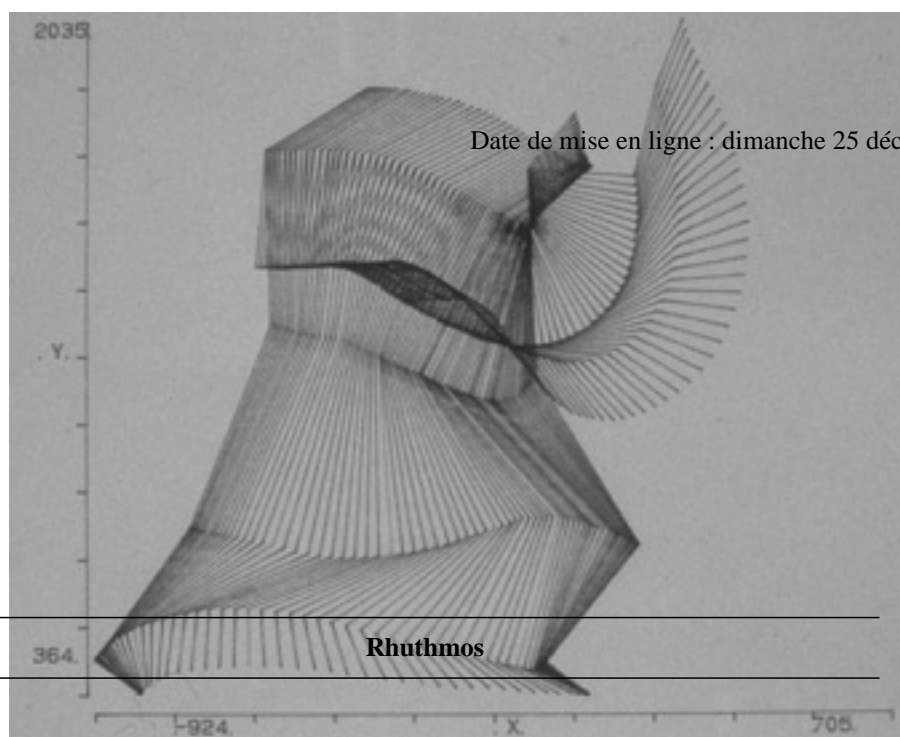 2035
Date de mise en ligne : dimanche 25 déc
. Y.
Rhuthmos
364.
-924.
. X.
705.